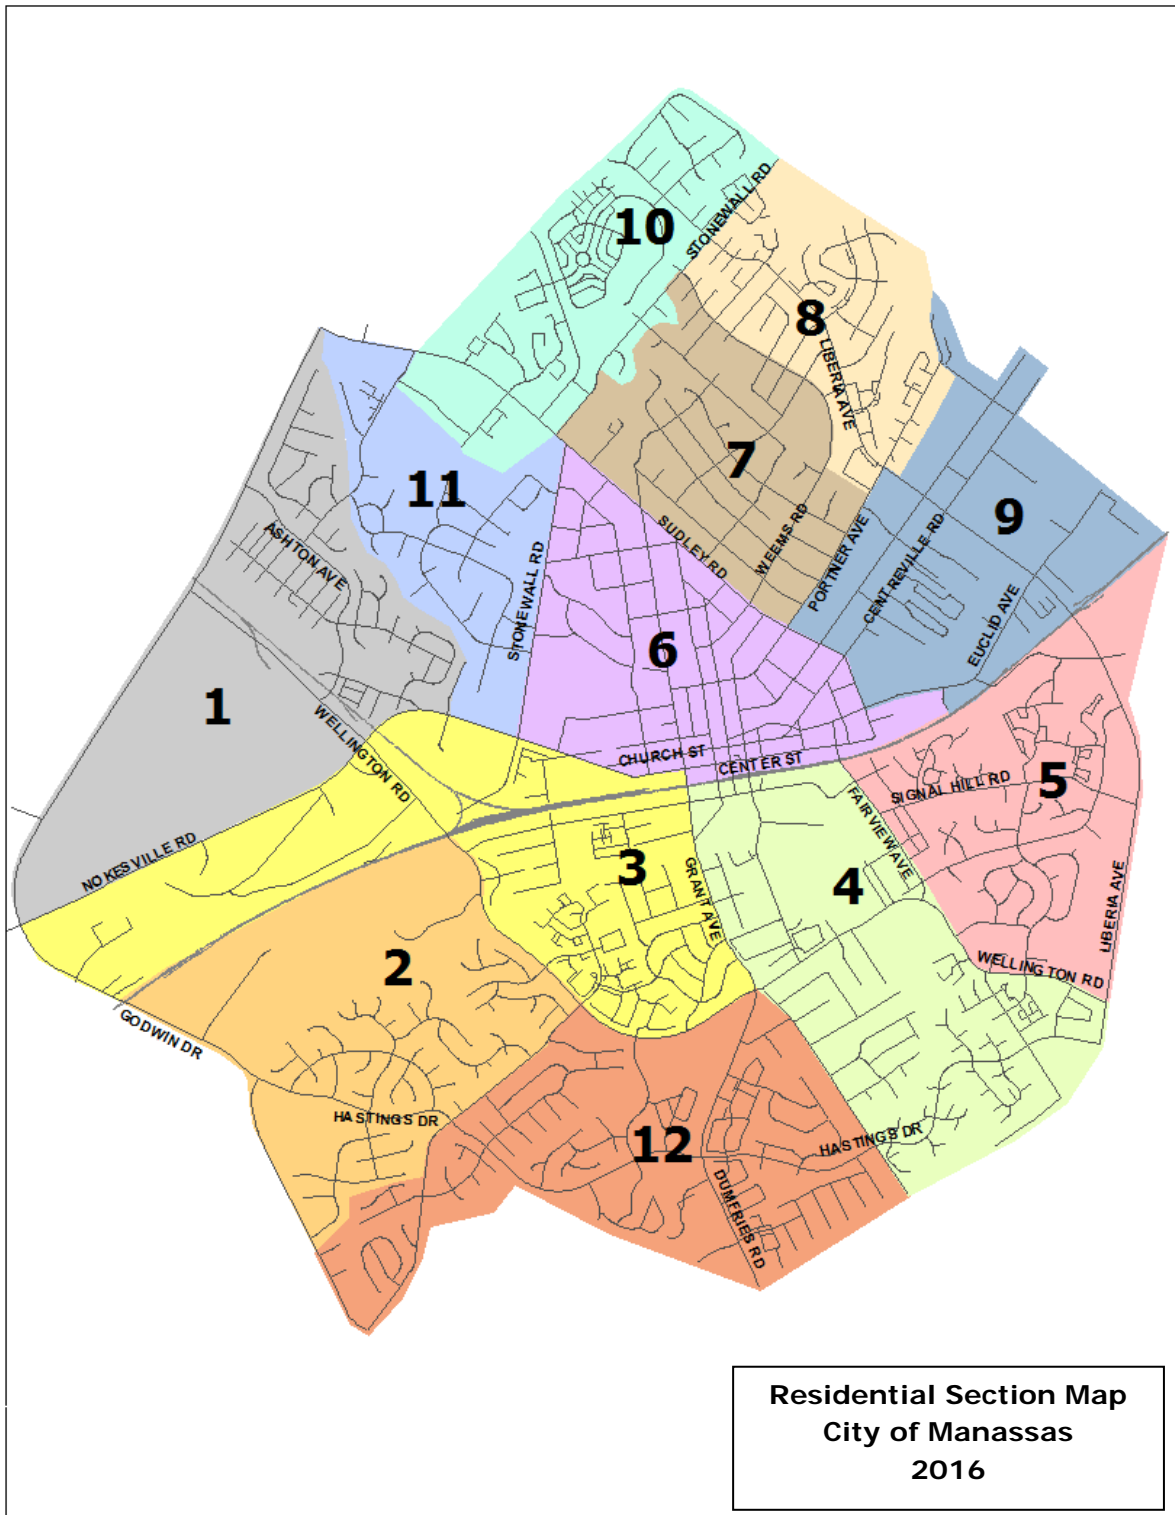 10
STONEWALL RD
8
LIBERIA AVE
7
11
9
ASHTON AVE
SUDLEY RD
WEEMS RD
PORTNER AVE
CENTREVILLE RD
STONEWALL RD
EUCLID AVE
6
1
WELLINGTON RD
CHURCH ST
CENTER ST
SIGNAL HILL RD
5
FAIRVIEW AVE
NOKESVILLE RD
3
GRANT AVE
4
LIBERIA AVE
2
WELLINGTON RD
GODWIN DR
HASTINGS DR
12
HASTINGS DR
DUMFRIES RD
Residential Section Map
City of Manassas
2016